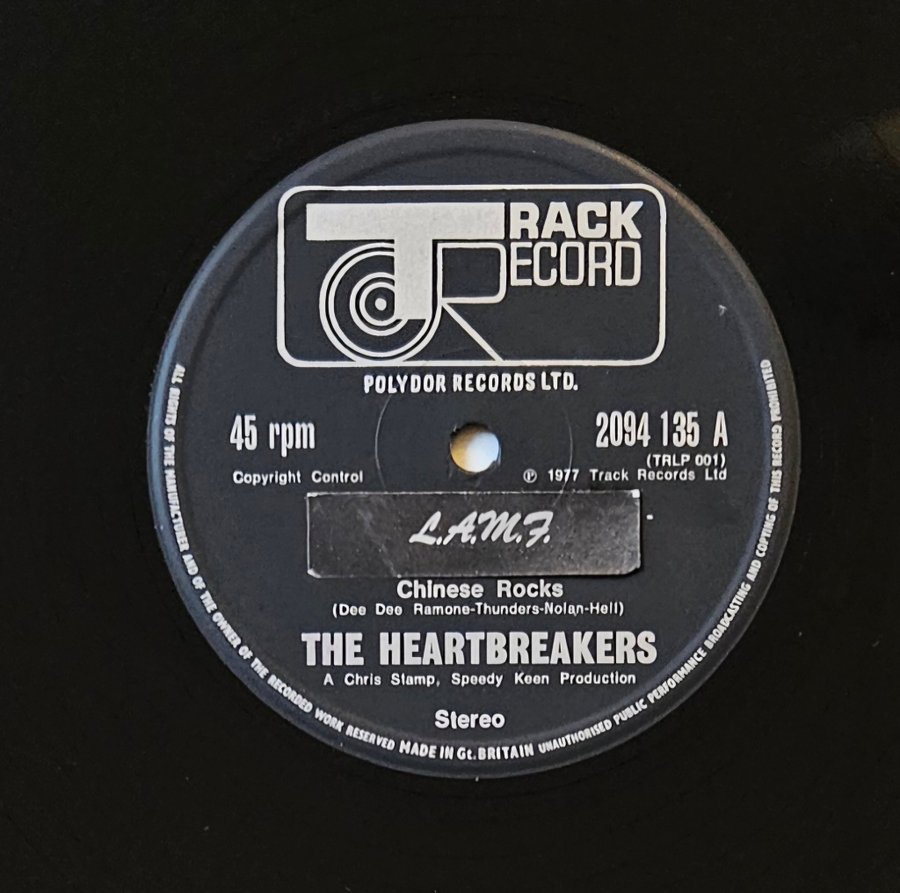 TRACK
RECORD
POLYDOR RECORDS LTD.
45 rpm
2094 135 A
(TRLP 001)
Copyright Control
℗ 1977 Track Records Ltd
L.A.M.F.
Chinese Rocks
(Dee Dee Ramone-Thunders-Nolan-Hell)
THE HEARTBREAKERS
A Chris Stamp, Speedy Keen Production
Stereo
ALL RIGHTS OF THE MANUFACTURER AND OF THE OWNER OF THE RECORDED WORK RESERVED MADE IN Gt. BRITAIN UNAUTHORISED PUBLIC PERFORMANCE BROADCASTING AND COPYING OF THIS RECORD PROHIBITED